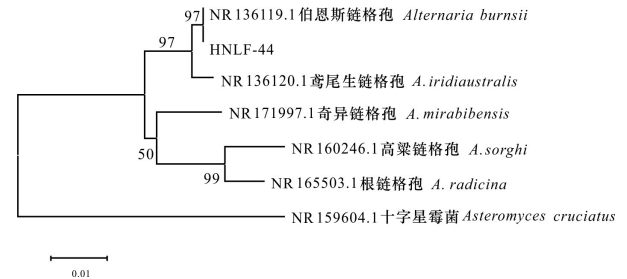 97
NR 136119.1伯恩斯链格孢 Alternaria burnsii
97
HNLF-44
NR 136120.1鸢尾生链格孢 A.iridiaustralis
NR 171997.1奇异链格孢 A.mirabibensis
50
NR 160246.1高粱链格孢 A.sorghi
99
NR 165503.1根链格孢 A. radicina
NR 159604.1十字星霉菌 Asteromyces cruciatus
0.01